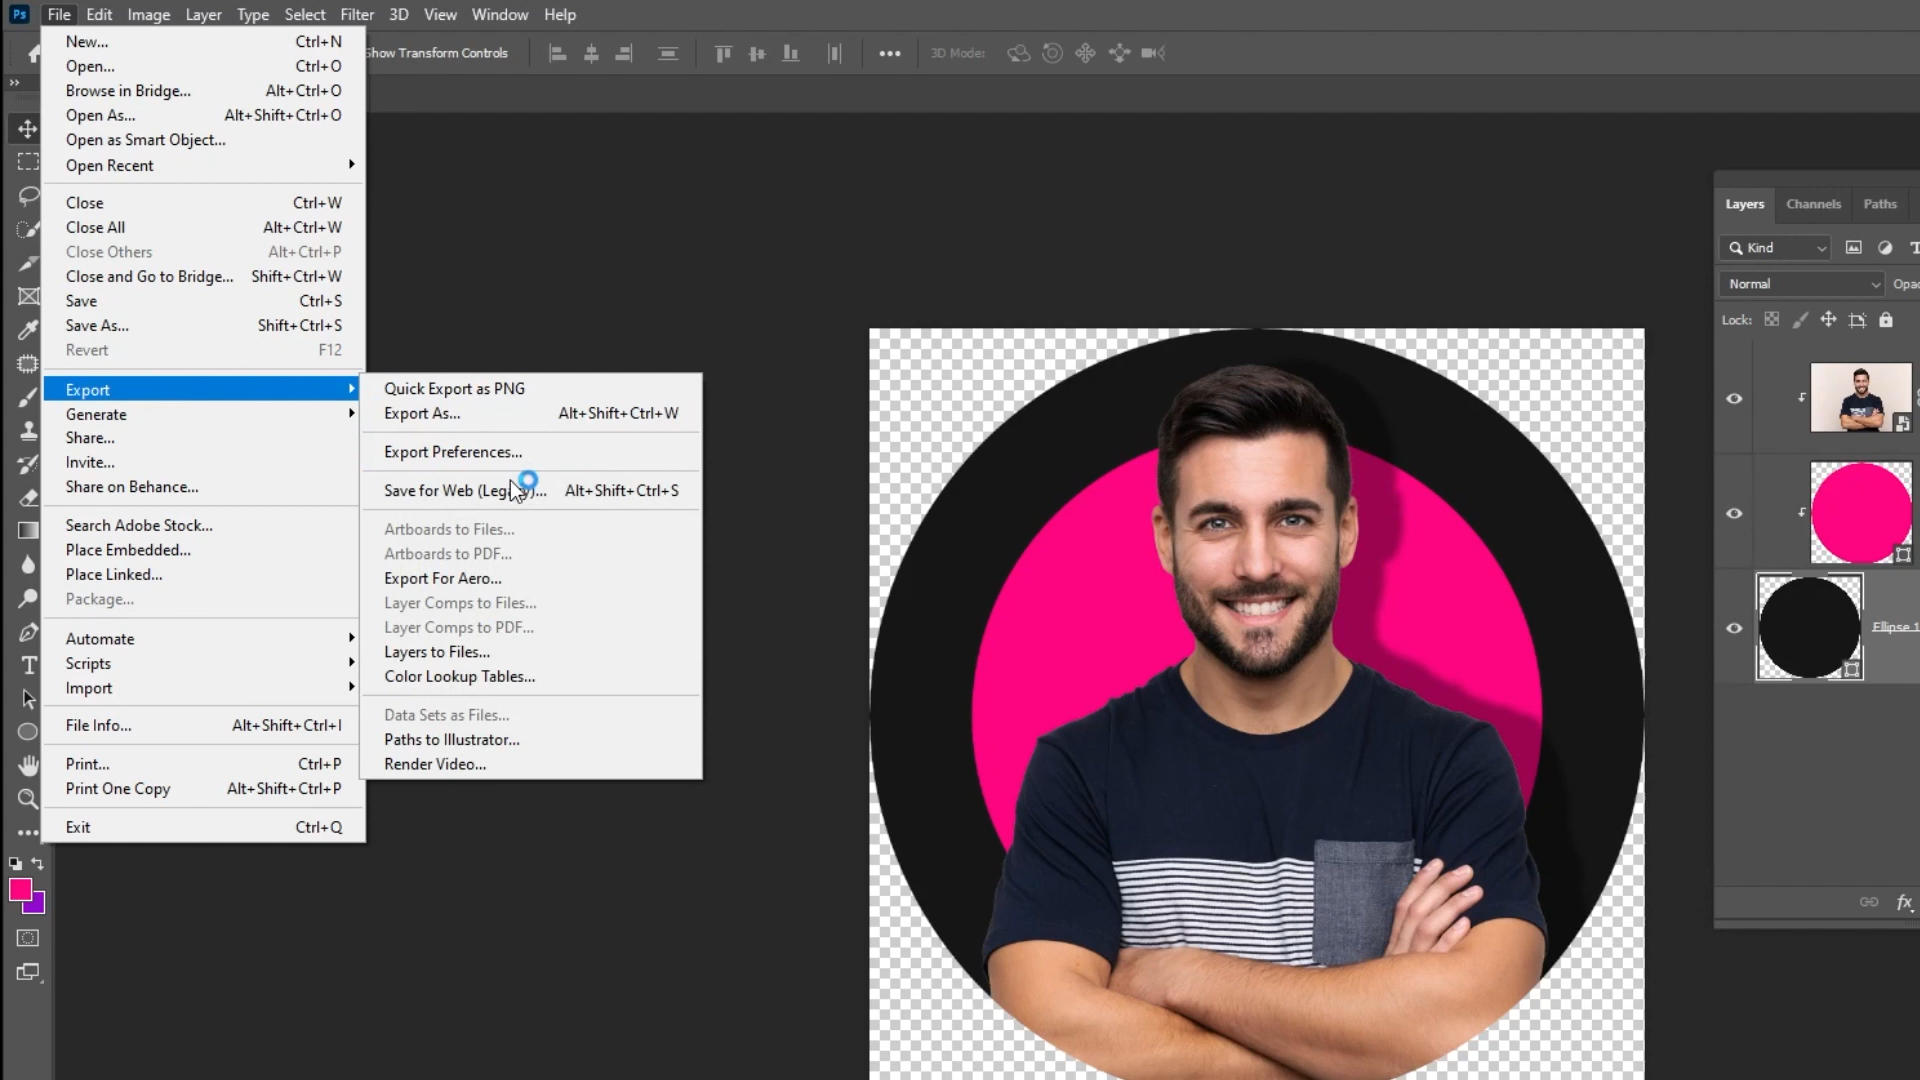 Ps File Edit Image Layer Type Select Filter 3D View Window Help
Show Transform Controls
3D Mode:
New... Ctrl+N
Open... Ctrl+O
Browse in Bridge... Alt+Ctrl+O
Open As... Alt+Shift+Ctrl+O
Open as Smart Object...
Open Recent
Close Ctrl+W
Close All Alt+Ctrl+W
Close Others Alt+Ctrl+P
Close and Go to Bridge... Shift+Ctrl+W
Save Ctrl+S
Save As... Shift+Ctrl+S
Revert F12
Export
Generate
Share...
Invite...
Share on Behance...
Search Adobe Stock...
Place Embedded...
Place Linked...
Package...
Automate
Scripts
Import
File Info... Alt+Shift+Ctrl+I
Print... Ctrl+P
Print One Copy Alt+Shift+Ctrl+P
Exit Ctrl+Q
Quick Export as PNG
Export As... Alt+Shift+Ctrl+W
Export Preferences...
Save for Web (Legacy)... Alt+Shift+Ctrl+S
Artboards to Files...
Artboards to PDF...
Export For Aero...
Layer Comps to Files...
Layer Comps to PDF...
Layers to Files...
Color Lookup Tables...
Data Sets as Files...
Paths to Illustrator...
Render Video...
Layers Channels Paths
Kind
Normal Opac
Lock:
Ellipse 1
fx